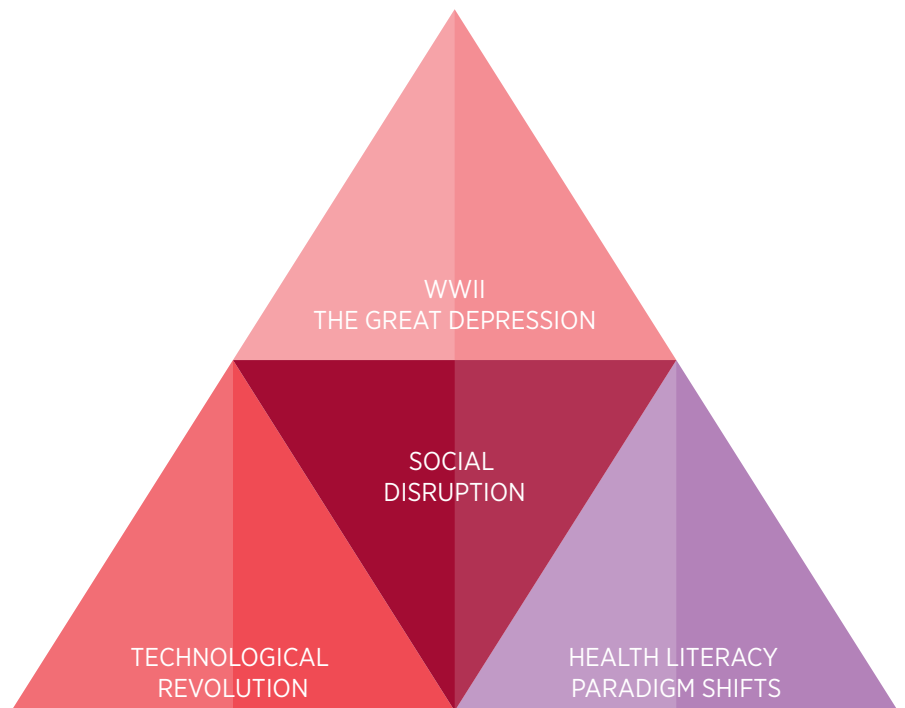 WWII
THE GREAT DEPRESSION
SOCIAL
DISRUPTION
TECHNOLOGICAL
REVOLUTION
HEALTH LITERACY
PARADIGM SHIFTS